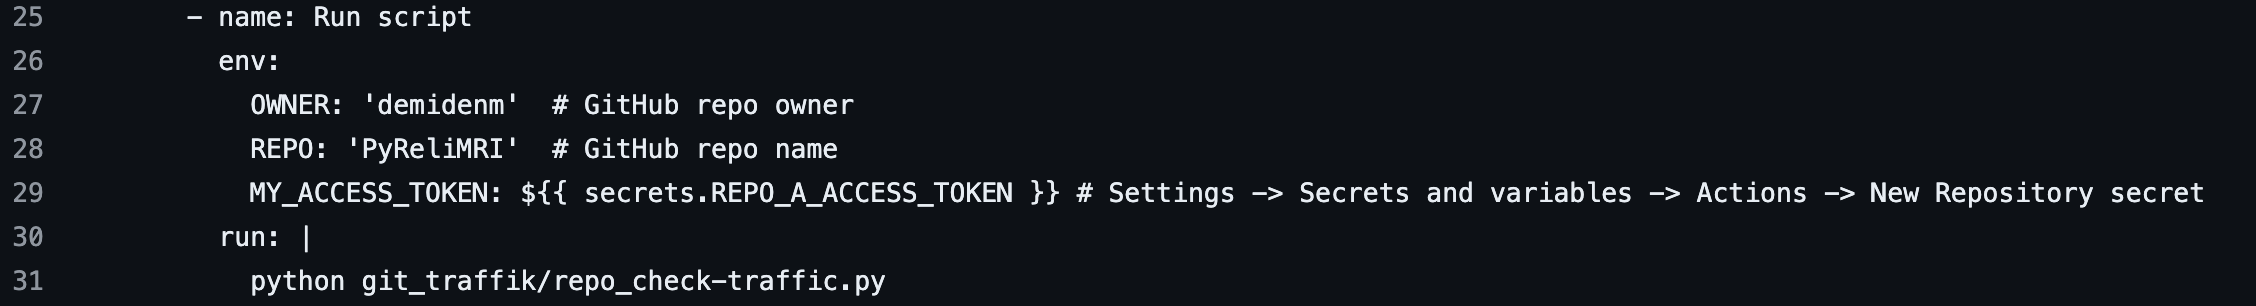 25 - name: Run script
26 env:
27 OWNER: 'demidenm' # GitHub repo owner
28 REPO: 'PyReliMRI' # GitHub repo name
29 MY_ACCESS_TOKEN: ${{ secrets.REPO_A_ACCESS_TOKEN }} # Settings -> Secrets and variables -> Actions -> New Repository secret
30 run: |
31 python git_traffik/repo_check-traffic.py